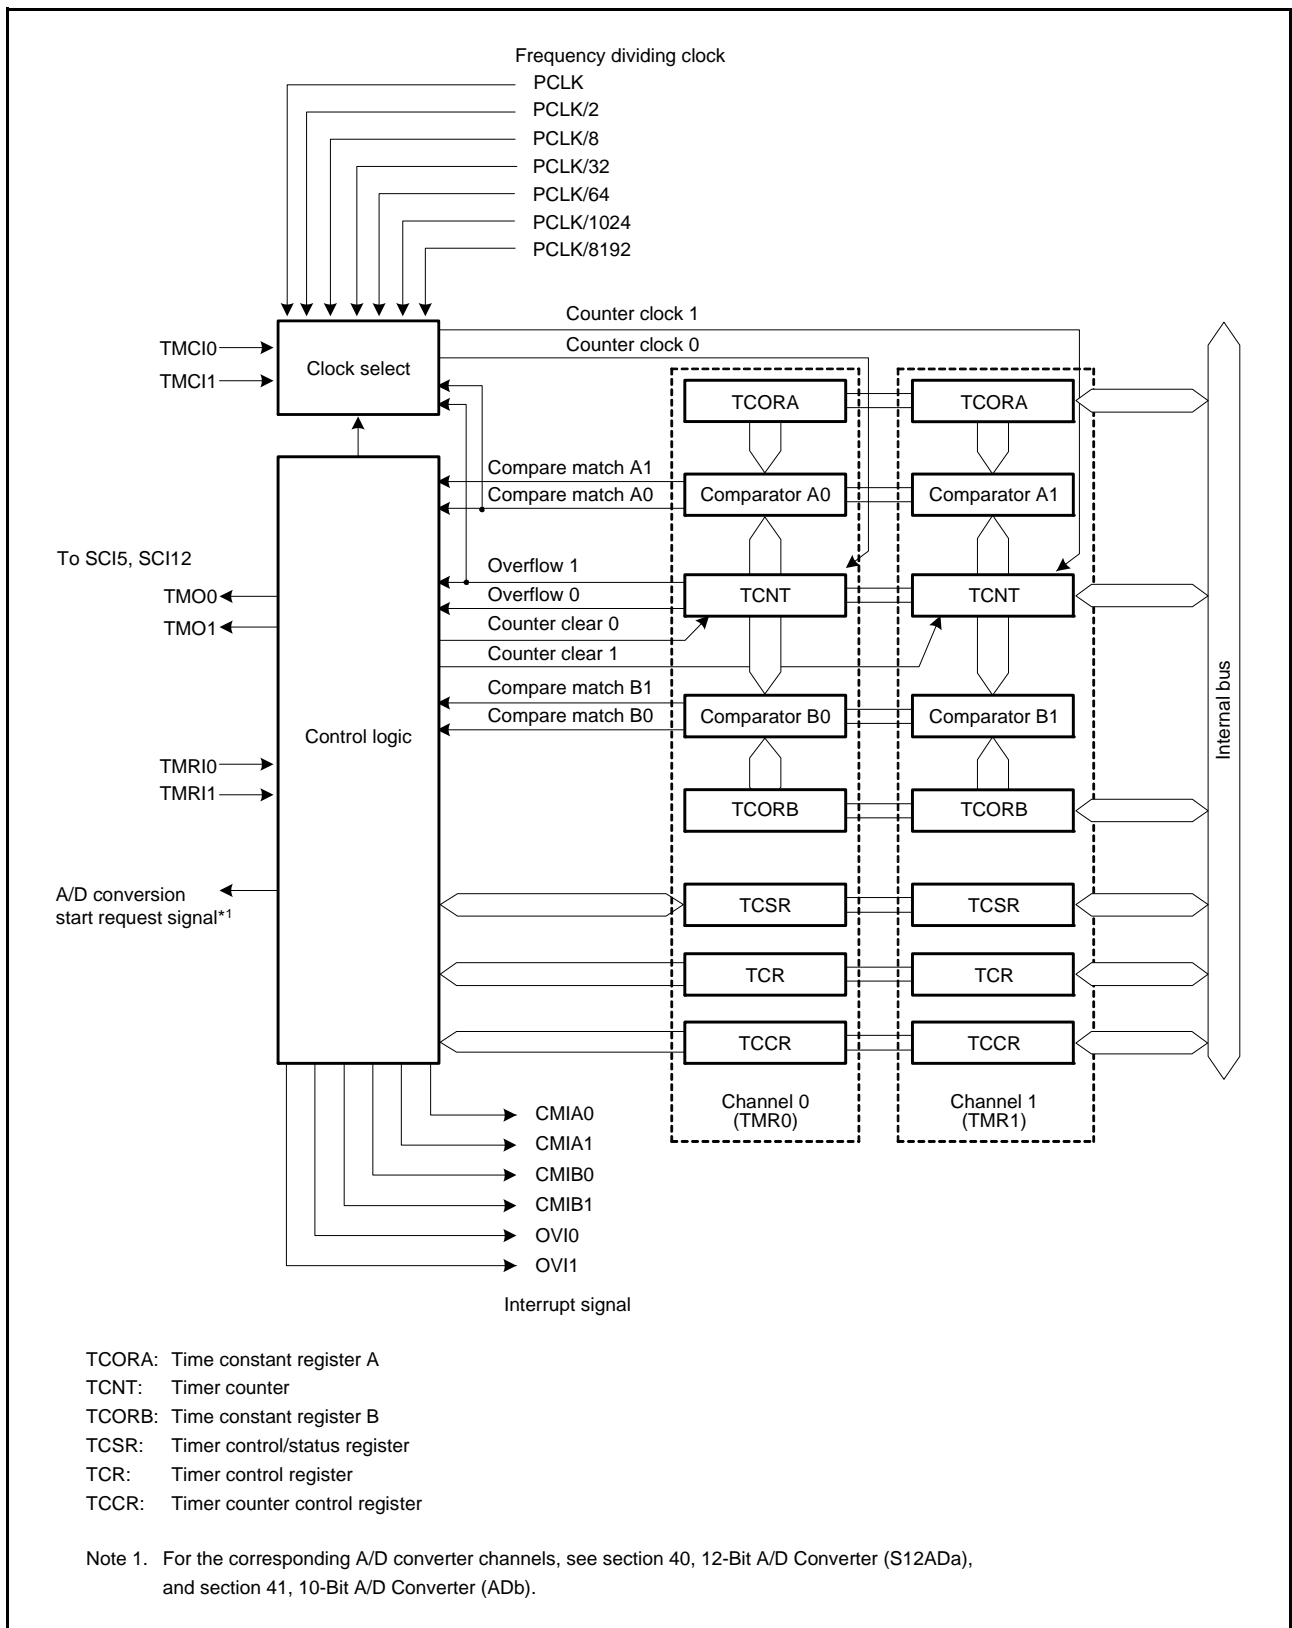 Frequency dividing clock
PCLK
PCLK/2
PCLK/8
PCLK/32
PCLK/64
PCLK/1024
PCLK/8192
Counter clock 1
Counter clock 0
TMCI0
TMCI1
Clock select
TCORA
TCORA
Compare match A1
Compare match A0
Comparator A0
Comparator A1
To SCI5, SCI12
TMO0
TMO1
Overflow 1
Overflow 0
TCNT
TCNT
Counter clear 0
Counter clear 1
Compare match B1
Compare match B0
Comparator B0
Comparator B1
Control logic
Internal bus
TMRI0
TMRI1
TCORB
TCORB
A/D conversion
start request signal*1
TCSR
TCSR
TCR
TCR
TCCR
TCCR
Channel 0
(TMR0)
Channel 1
(TMR1)
CMIA0
CMIA1
CMIB0
CMIB1
OVI0
OVI1
Interrupt signal
TCORA: Time constant register A
TCNT: Timer counter
TCORB: Time constant register B
TCSR: Timer control/status register
TCR: Timer control register
TCCR: Timer counter control register
Note 1. For the corresponding A/D converter channels, see section 40, 12-Bit A/D Converter (S12ADa),
and section 41, 10-Bit A/D Converter (ADb).